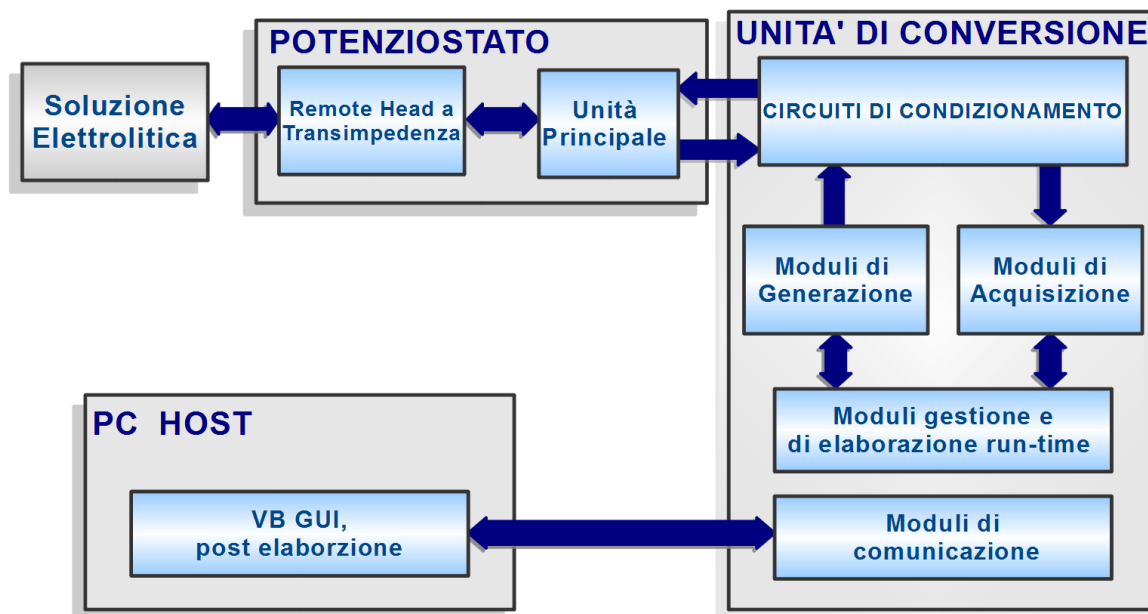 POTENZIOSTATO
UNITA' DI CONVERSIONE
Soluzione
Elettrolitica
Remote Head a
Transimpedenza
Unità
Principale
CIRCUITI DI CONDIZIONAMENTO
Moduli di
Generazione
Moduli di
Acquisizione
Moduli gestione e
di elaborazione run-time
PC HOST
VB GUI,
post elaborzione
Moduli di
comunicazione